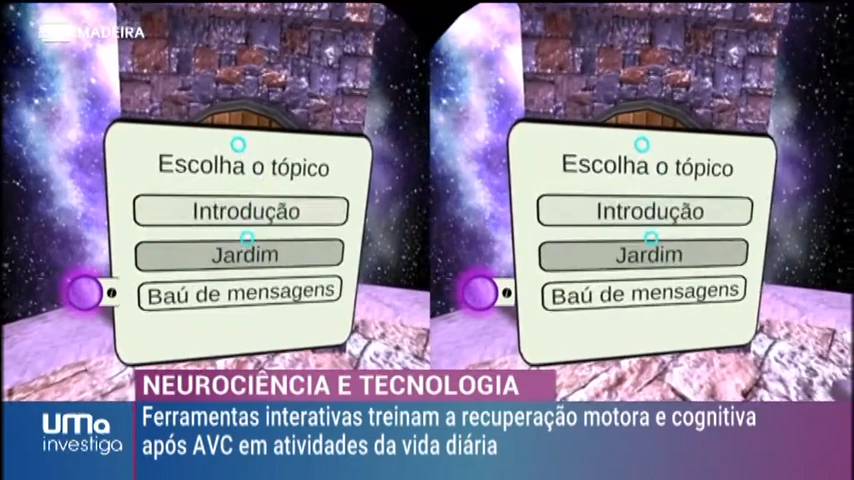 MADEIRA
Escolha o tópico
Introdução
Jardim
Baú de mensagens
Escolha o tópico
Introdução
Jardim
Baú de mensagens
NEUROCIÊNCIA E TECNOLOGIA
UMa
investiga
Ferramentas interativas treinam a recuperação motora e cognitiva
após AVC em atividades da vida diária